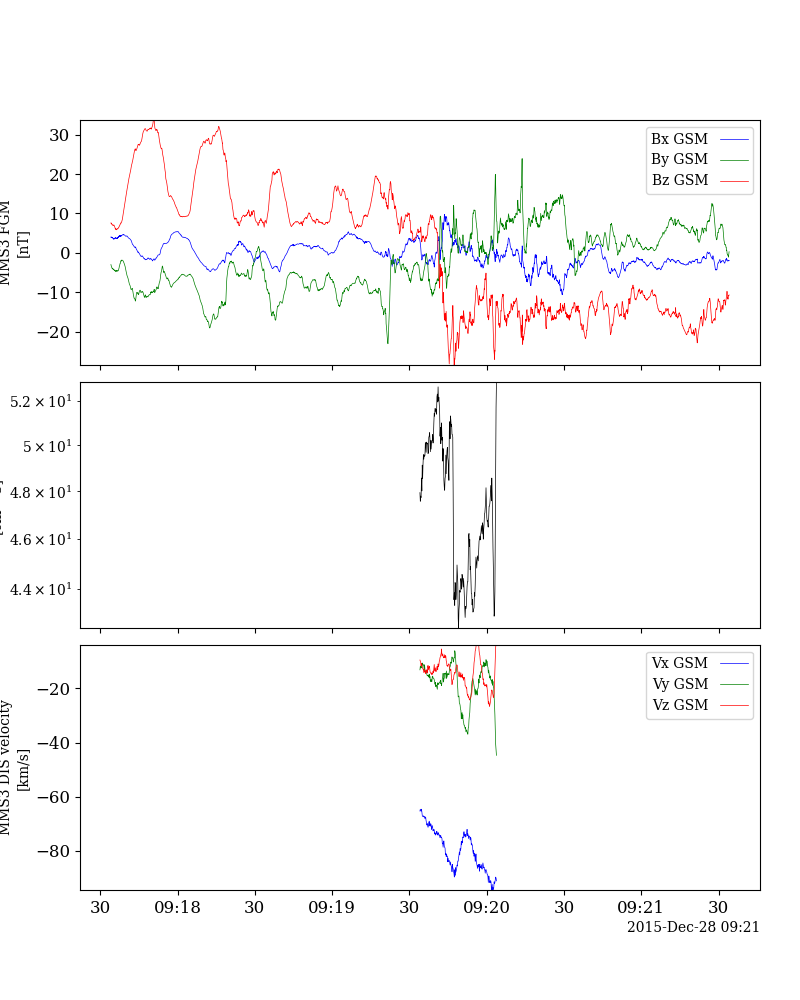 30
20
10
0
−10
−20
MMS3 FGM
[nT]
Bx GSM
By GSM
Bz GSM
5.2 × 10¹
5 × 10¹
4.8 × 10¹
4.6 × 10¹
4.4 × 10¹
−20
−40
−60
−80
MMS3 DIS velocity
[km/s]
Vx GSM
Vy GSM
Vz GSM
30 09:18 30 09:19 30 09:20 30 09:21 30
2015-Dec-28 09:21